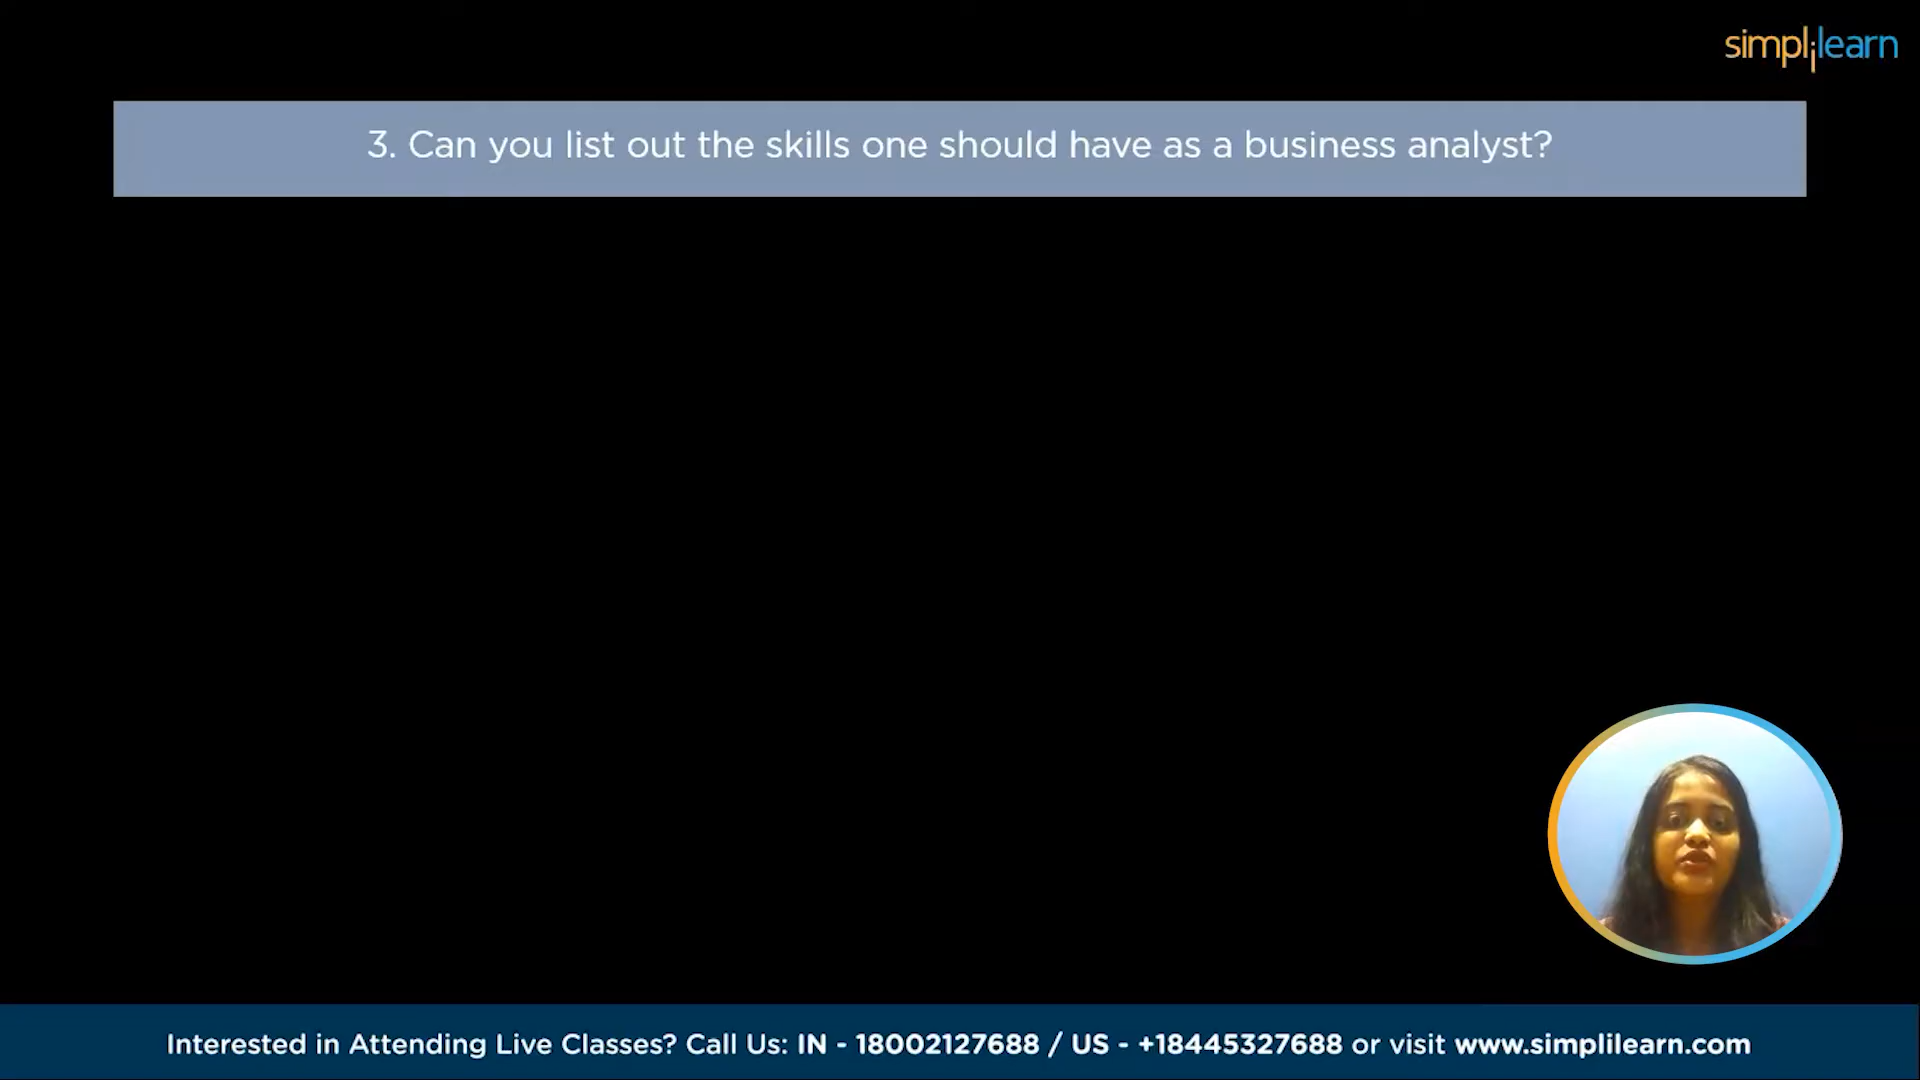 simplilearn
3. Can you list out the skills one should have as a business analyst?
Interested in Attending Live Classes? Call Us: IN - 18002127688 / US - +18445327688 or visit www.simplilearn.com